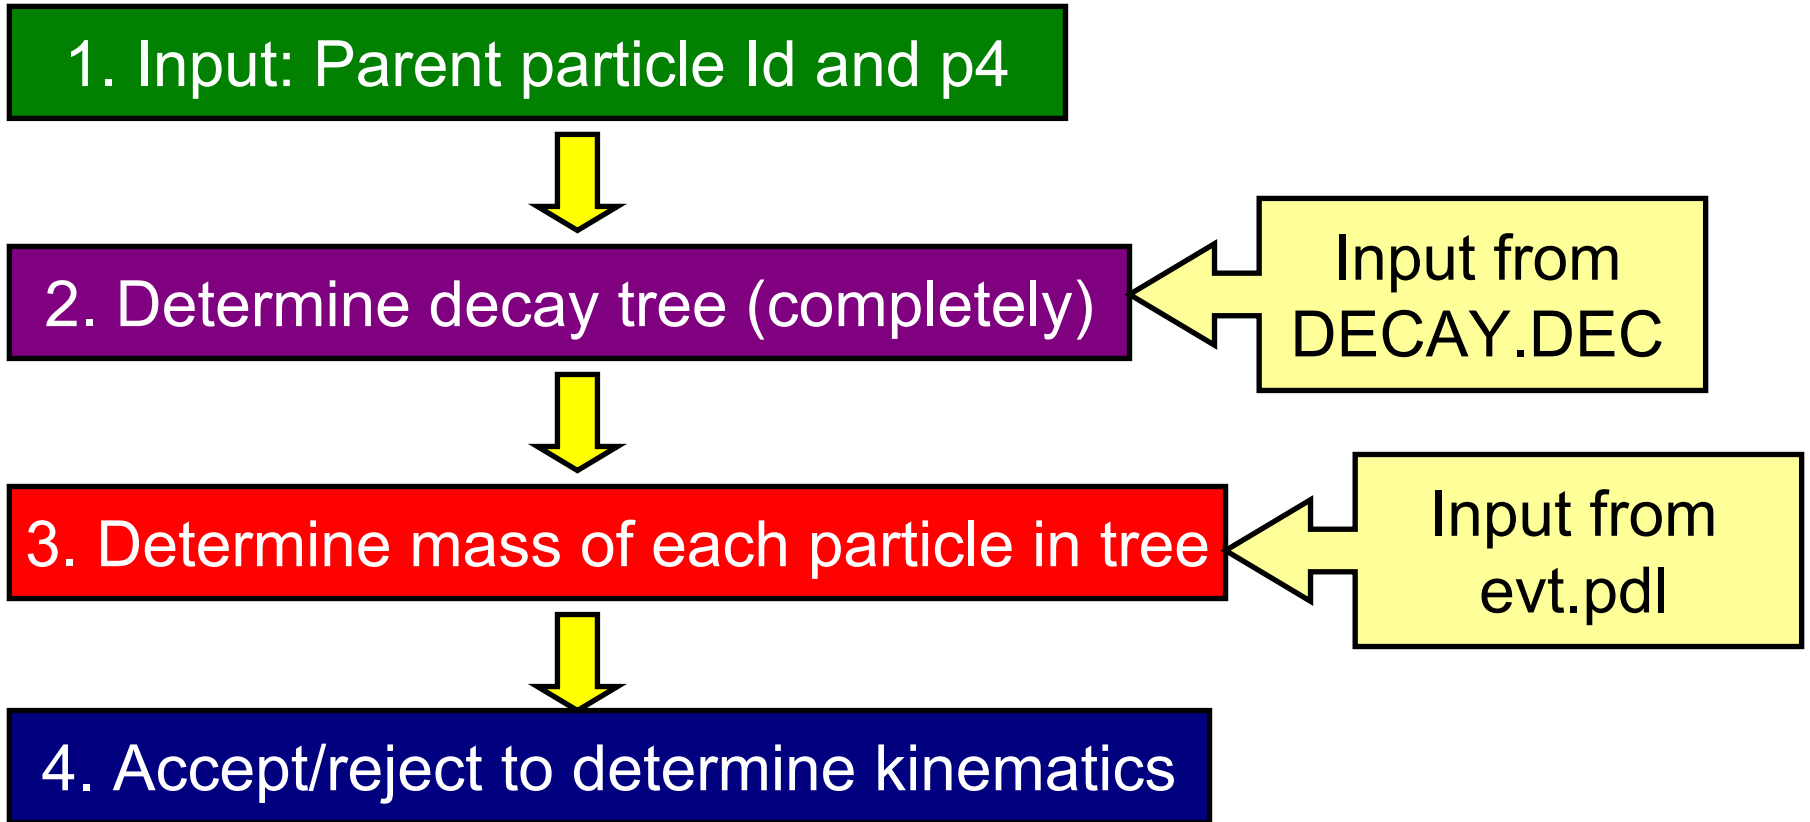 1. Input: Parent particle Id and p4
2. Determine decay tree (completely)
Input from
DECAY.DEC
3. Determine mass of each particle in tree
Input from
evt.pdl
4. Accept/reject to determine kinematics